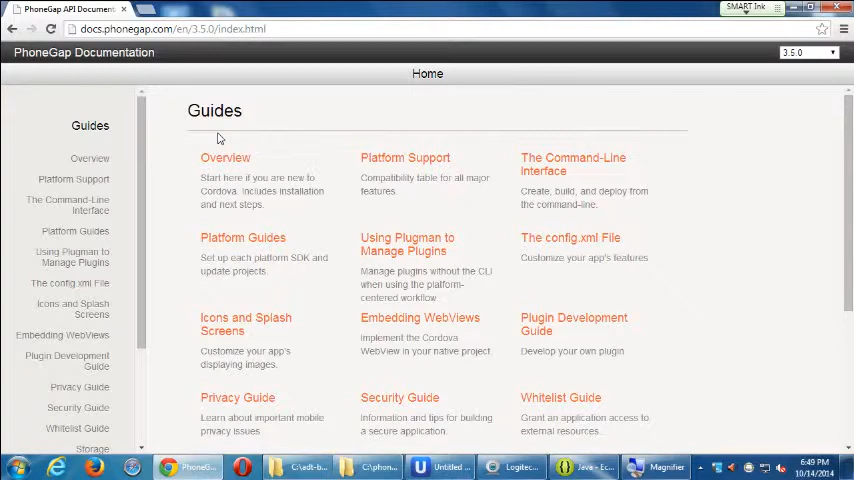 PhoneGap API Document
SMART Ink
docs.phonegap.com/en/3.5.0/index.html
PhoneGap Documentation
3.5.0
Home
Guides
Overview
Platform Support
The Command-Line
Interface
Platform Guides
Using Plugman to
Manage Plugins
The config.xml File
Icons and Splash
Screens
Embedding WebViews
Plugin Development
Guide
Privacy Guide
Security Guide
Whitelist Guide
Storage
Guides
Overview
Start here if you are new to
Cordova. Includes installation
and next steps.
Platform Support
Compatibility table for all major
features.
The Command-Line
Interface
Create, build, and deploy from
the command-line.
Platform Guides
Set up each platform SDK and
update projects.
Using Plugman to
Manage Plugins
Manage plugins without the CLI
when using the platform-
centered workflow
The config.xml File
Customize your app's features
Icons and Splash
Screens
Customize your app's
displaying images.
Embedding WebViews
Implement the Cordova
WebView in your native project.
Plugin Development
Guide
Develop your own plugin
Privacy Guide
Learn about important mobile
privacy issues
Security Guide
Information and tips for building
a secure application.
Whitelist Guide
Grant an application access to
external resources.
PhoneG...
C:\adt-b...
C:\phon...
Untitled ...
Logitec...
Java - Ec...
Magnifier
6:49 PM
10/14/2014